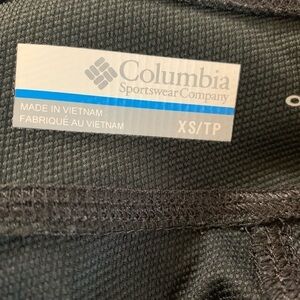 Columbia
Sportswear Company
MADE IN VIETNAM
FABRIQUÉ AU VIETNAM
XS/TP